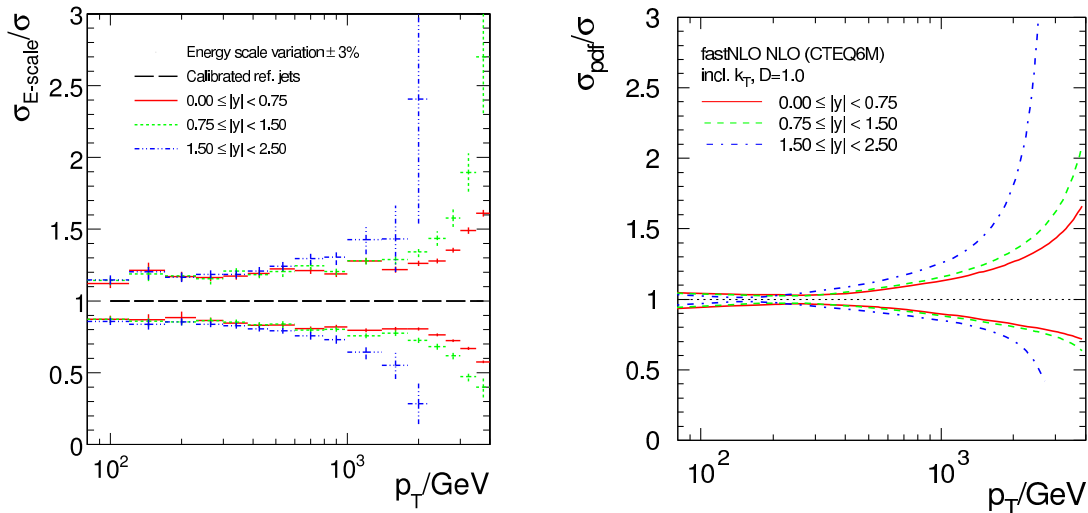 σE-scale/σ
3
2.5
2
1.5
1
0.5
0
Energy scale variation ± 3%
Calibrated ref. jets
0.00 ≤ |y| < 0.75
0.75 ≤ |y| < 1.50
1.50 ≤ |y| < 2.50
10²
10³
pT/GeV
σpdf/σ
3
2.5
2
1.5
1
0.5
0
fastNLO NLO (CTEQ6M)
incl. kT, D=1.0
0.00 ≤ |y| < 0.75
0.75 ≤ |y| < 1.50
1.50 ≤ |y| < 2.50
10²
10³
pT/GeV